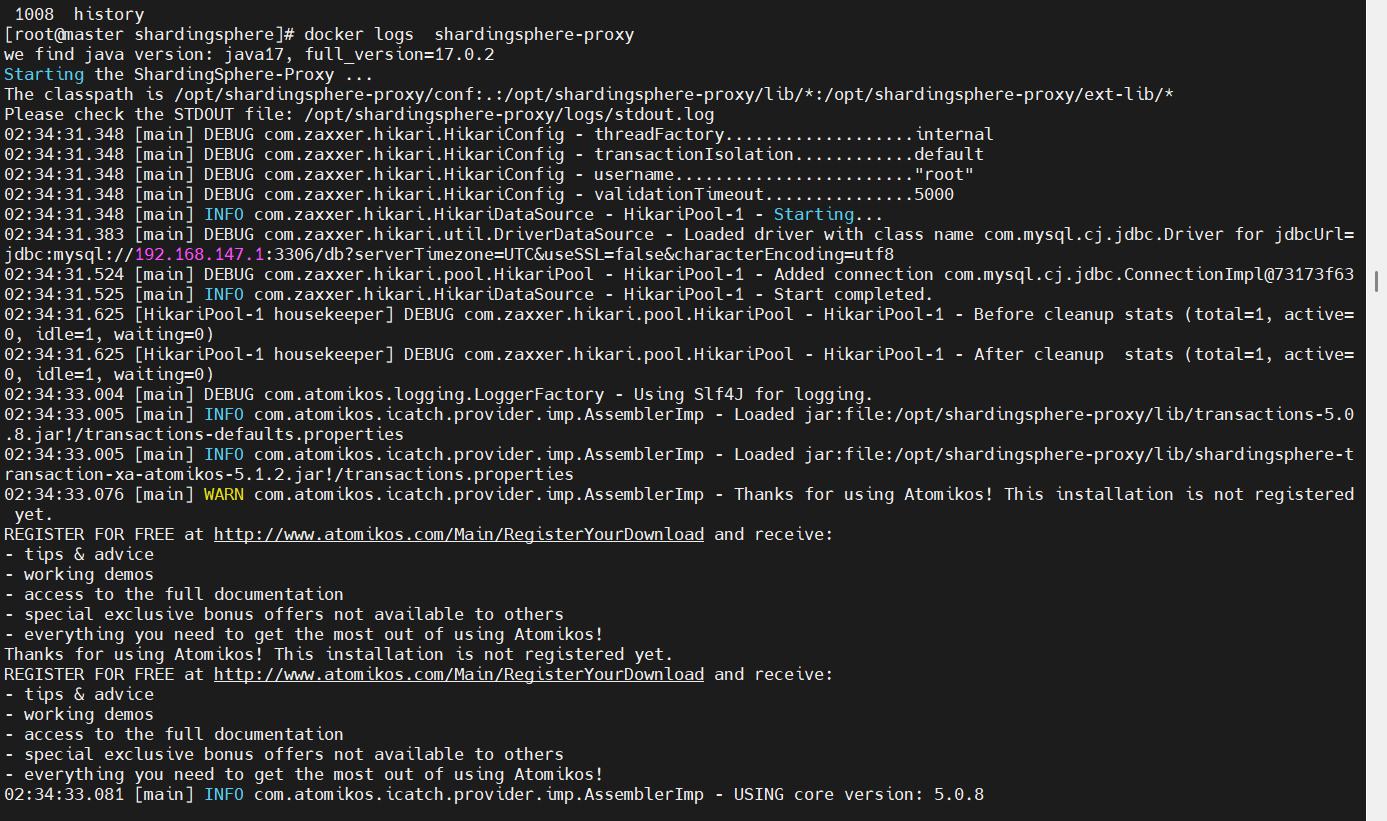 1008  history
[root@master shardingsphere]# docker logs  shardingsphere-proxy
we find java version: java17, full_version=17.0.2
Starting the ShardingSphere-Proxy ...
The classpath is /opt/shardingsphere-proxy/conf:.:/opt/shardingsphere-proxy/lib/*:/opt/shardingsphere-proxy/ext-lib/*
Please check the STDOUT file: /opt/shardingsphere-proxy/logs/stdout.log
02:34:31.348 [main] DEBUG com.zaxxer.hikari.HikariConfig - threadFactory...................internal
02:34:31.348 [main] DEBUG com.zaxxer.hikari.HikariConfig - transactionIsolation............default
02:34:31.348 [main] DEBUG com.zaxxer.hikari.HikariConfig - username........................"root"
02:34:31.348 [main] DEBUG com.zaxxer.hikari.HikariConfig - validationTimeout...............5000
02:34:31.348 [main] INFO com.zaxxer.hikari.HikariDataSource - HikariPool-1 - Starting...
02:34:31.383 [main] DEBUG com.zaxxer.hikari.util.DriverDataSource - Loaded driver with class name com.mysql.cj.jdbc.Driver for jdbcUrl=
jdbc:mysql://192.168.147.1:3306/db?serverTimezone=UTC&useSSL=false&characterEncoding=utf8
02:34:31.524 [main] DEBUG com.zaxxer.hikari.pool.HikariPool - HikariPool-1 - Added connection com.mysql.cj.jdbc.ConnectionImpl@73173f63
02:34:31.525 [main] INFO com.zaxxer.hikari.HikariDataSource - HikariPool-1 - Start completed.
02:34:31.625 [HikariPool-1 housekeeper] DEBUG com.zaxxer.hikari.pool.HikariPool - HikariPool-1 - Before cleanup stats (total=1, active=
0, idle=1, waiting=0)
02:34:31.625 [HikariPool-1 housekeeper] DEBUG com.zaxxer.hikari.pool.HikariPool - HikariPool-1 - After cleanup  stats (total=1, active=
0, idle=1, waiting=0)
02:34:33.004 [main] DEBUG com.atomikos.logging.LoggerFactory - Using Slf4J for logging.
02:34:33.005 [main] INFO com.atomikos.icatch.provider.imp.AssemblerImp - Loaded jar:file:/opt/shardingsphere-proxy/lib/transactions-5.0
.8.jar!/transactions-defaults.properties
02:34:33.005 [main] INFO com.atomikos.icatch.provider.imp.AssemblerImp - Loaded jar:file:/opt/shardingsphere-proxy/lib/shardingsphere-t
ransaction-xa-atomikos-5.1.2.jar!/transactions.properties
02:34:33.076 [main] WARN com.atomikos.icatch.provider.imp.AssemblerImp - Thanks for using Atomikos! This installation is not registered
 yet.
REGISTER FOR FREE at http://www.atomikos.com/Main/RegisterYourDownload and receive:
- tips & advice
- working demos
- access to the full documentation
- special exclusive bonus offers not available to others
- everything you need to get the most out of using Atomikos!
Thanks for using Atomikos! This installation is not registered yet.
REGISTER FOR FREE at http://www.atomikos.com/Main/RegisterYourDownload and receive:
- tips & advice
- working demos
- access to the full documentation
- special exclusive bonus offers not available to others
- everything you need to get the most out of using Atomikos!
02:34:33.081 [main] INFO com.atomikos.icatch.provider.imp.AssemblerImp - USING core version: 5.0.8